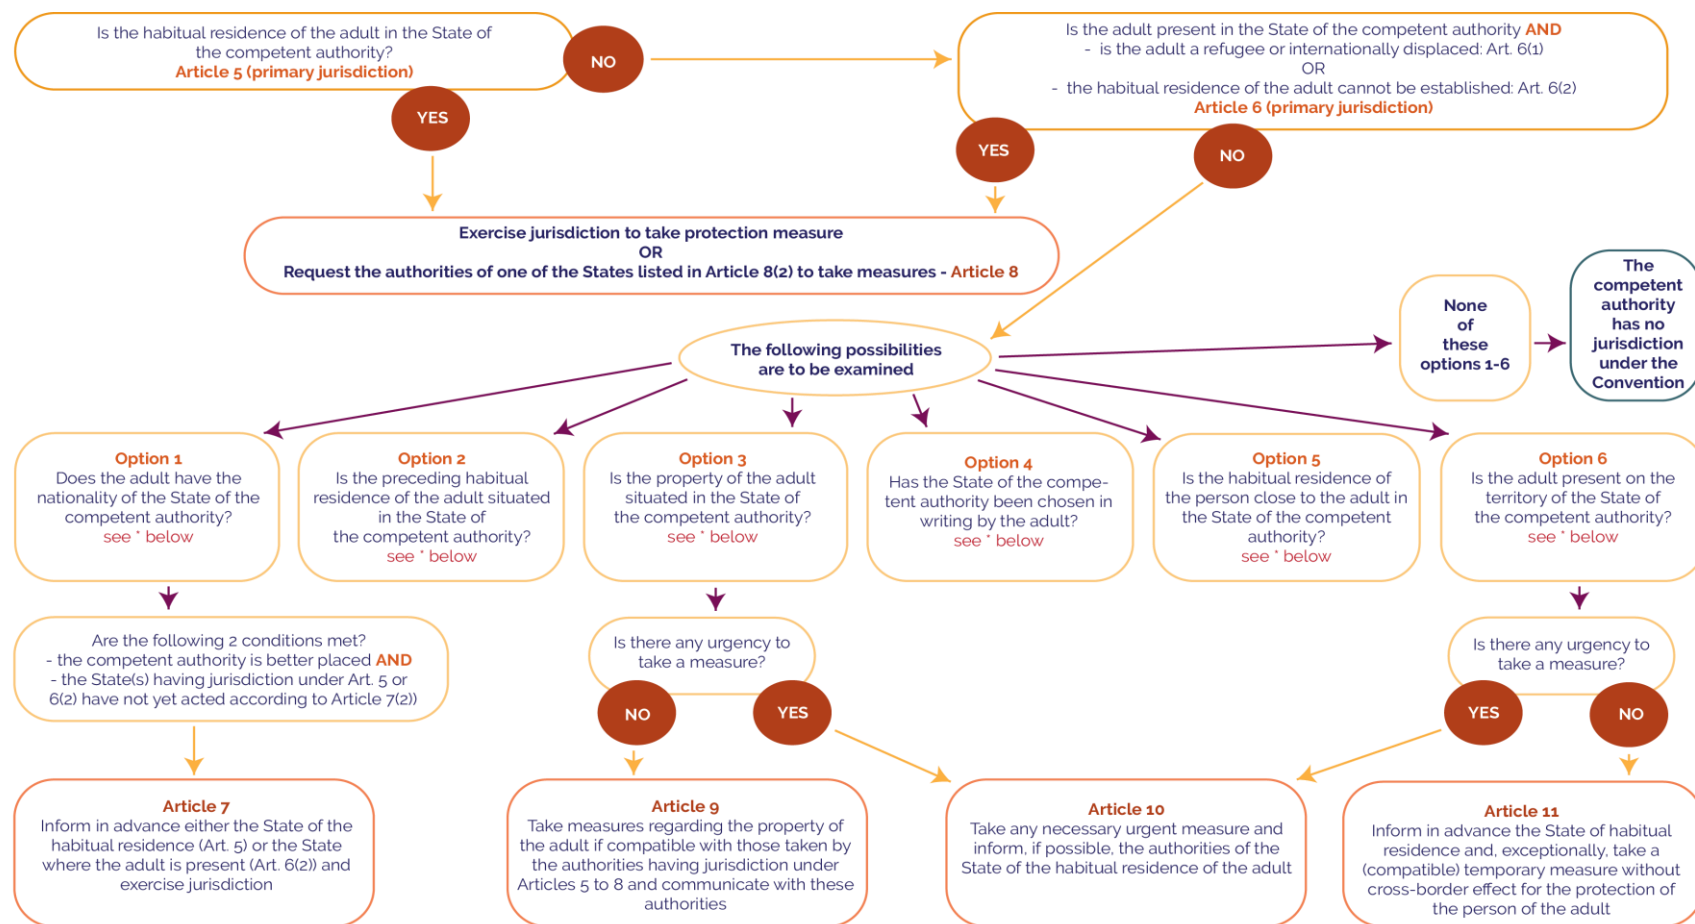 Is the habitual residence of the adult in the State of
the competent authority?
Article 5 (primary jurisdiction)
NO
YES
Is the adult present in the State of the competent authority AND
- is the adult a refugee or internationally displaced: Art. 6(1)
OR
- the habitual residence of the adult cannot be established: Art. 6(2)
Article 6 (primary jurisdiction)
YES
NO
Exercise jurisdiction to take protection measure
OR
Request the authorities of one of the States listed in Article 8(2) to take measures - Article 8
The following possibilities
are to be examined
None
of
these
options 1-6
The
competent
authority
has no
jurisdiction
under the
Convention
Option 1
Does the adult have the
nationality of the State of the
competent authority?
see * below
Option 2
Is the preceding habitual
residence of the adult situated
in the State of
the competent authority?
see * below
Option 3
Is the property of the adult
situated in the State of
the competent authority?
see * below
Option 4
Has the State of the compe-
tent authority been chosen in
writing by the adult?
see * below
Option 5
Is the habitual residence of
the person close to the adult in
the State of the competent
authority?
see * below
Option 6
Is the adult present on the
territory of the State of
the competent authority?
see * below
Are the following 2 conditions met?
- the competent authority is better placed AND
- the State(s) having jurisdiction under Art. 5 or
6(2) have not yet acted according to Article 7(2))
Is there any urgency to
take a measure?
NO
YES
Is there any urgency to
take a measure?
YES
NO
Article 7
Inform in advance either the State of the
habitual residence (Art. 5) or the State
where the adult is present (Art. 6(2)) and
exercise jurisdiction
Article 9
Take measures regarding the property of
the adult if compatible with those taken by
the authorities having jurisdiction under
Articles 5 to 8 and communicate with these
authorities
Article 10
Take any necessary urgent measure and
inform, if possible, the authorities of the
State of the habitual residence of the adult
Article 11
Inform in advance the State of habitual
residence and, exceptionally, take a
(compatible) temporary measure without
cross-border effect for the protection of
the person of the adult